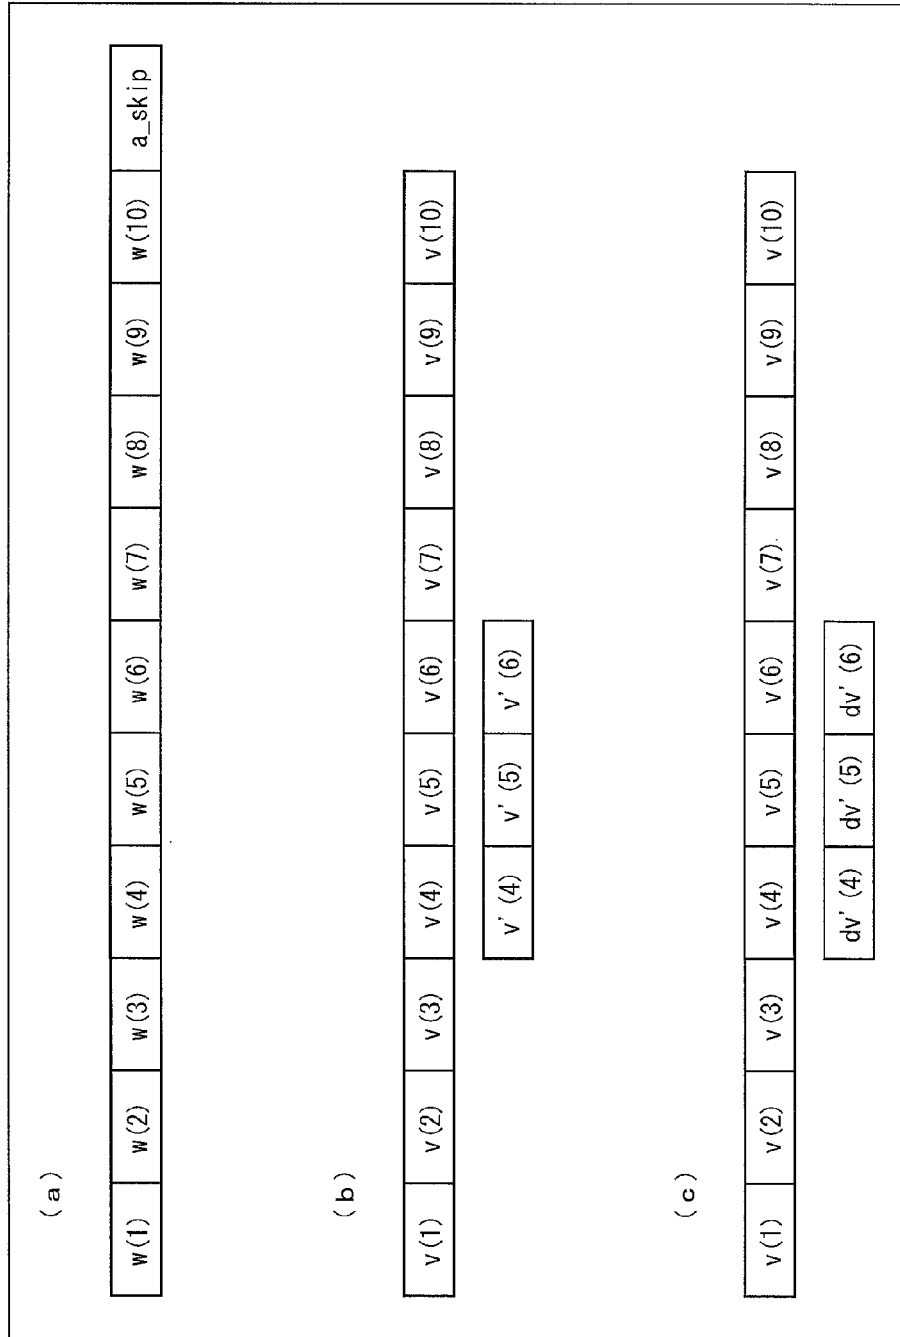 (a)
w(1) w(2) w(3) w(4) w(5) w(6) w(7) w(8) w(9) w(10) a_skip
(b)
v(1) v(2) v(3) v(4) v(5) v(6) v(7) v(8) v(9) v(10)
v'(4) v'(5) v'(6)
(c)
v(1) v(2) v(3) v(4) v(5) v(6) v(7) v(8) v(9) v(10)
dv'(4) dv'(5) dv'(6)